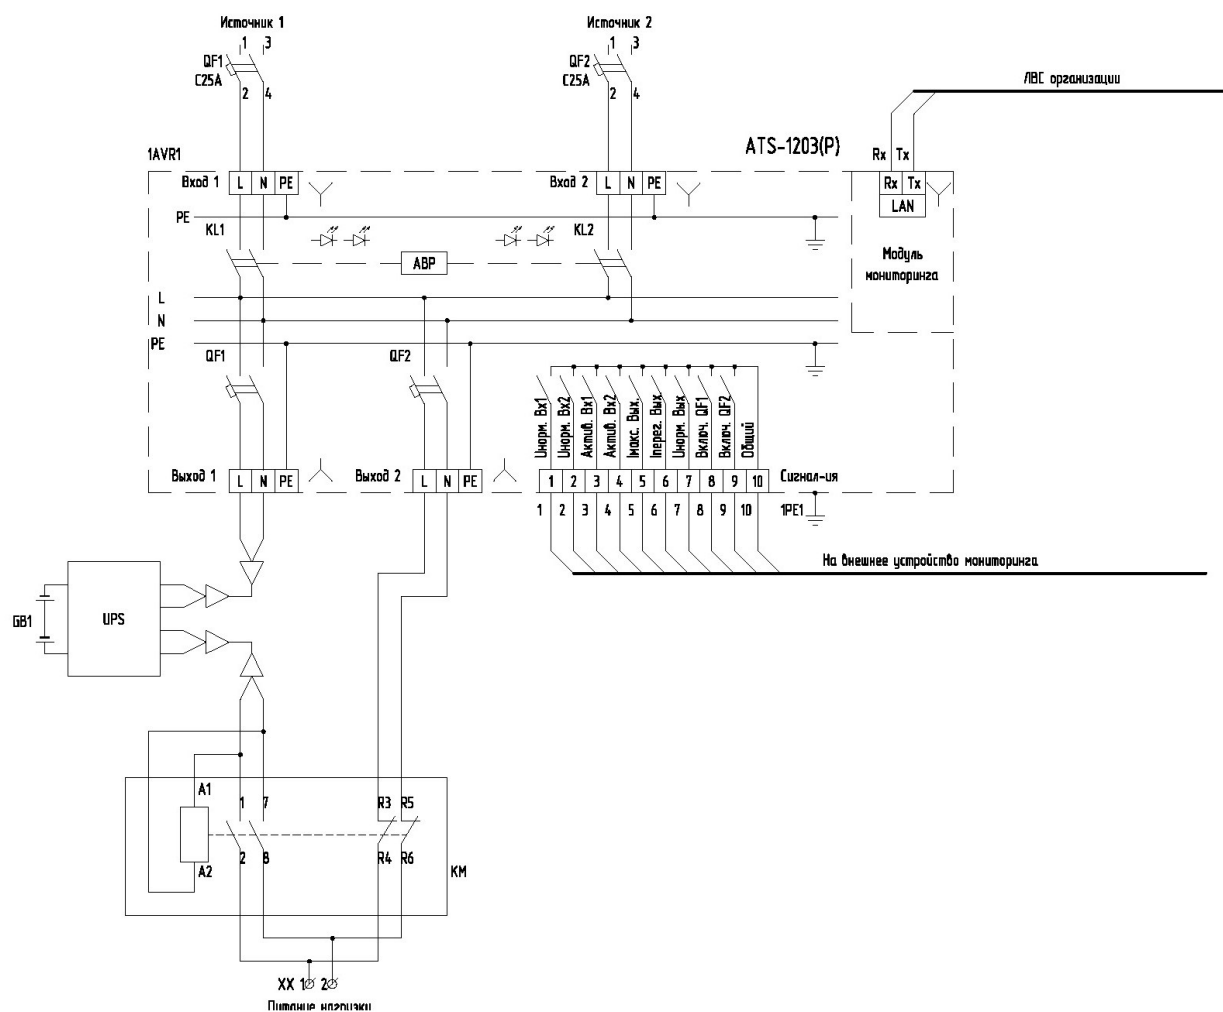 Источник 1 Источник 2
1 3 1 3
QF1 QF2
C25A C25A
2 4 2 4
ЛВС организации
1AVR1 ATS-1203(P) Rx Tx
Вход 1 L N PE Вход 2 L N PE Rx Tx
LAN
PE
KL1 KL2
АВР
Модуль
мониторинга
L
N
PE
QF1 QF2
Uнорм. Вх1
Uнорм. Вх2
Актив. Вх1
Актив. Вх2
Iмакс. Вых.
Iперег. Вых.
Uнорм. Вых
Включ. QF1
Включ. QF2
Общий
Выход 1 L N PE Выход 2 L N PE 1 2 3 4 5 6 7 8 9 10 Сигнал-ия
1 2 3 4 5 6 7 8 9 10 1PE1
На внешнее устройство мониторинга
GB1 UPS
A1 1 7 R3 R5
A2 2 8 R4 R6 KM
XX 1 2
Питание нагрузки